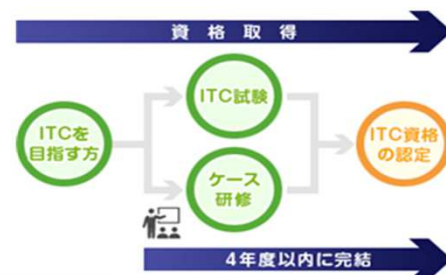 資格取得
ITC試験
ITCを
目指す方
ITC資格
の認定
ケース
研修
4年度以内に完結